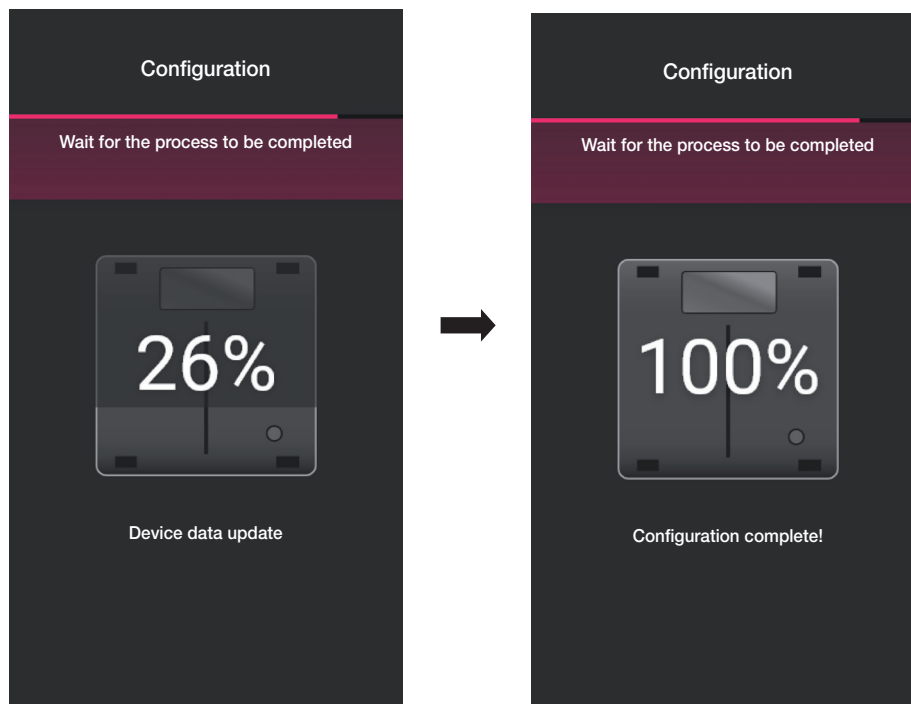 Configuration
Wait for the process to be completed
26%
Device data update
Configuration
Wait for the process to be completed
100%
Configuration complete!